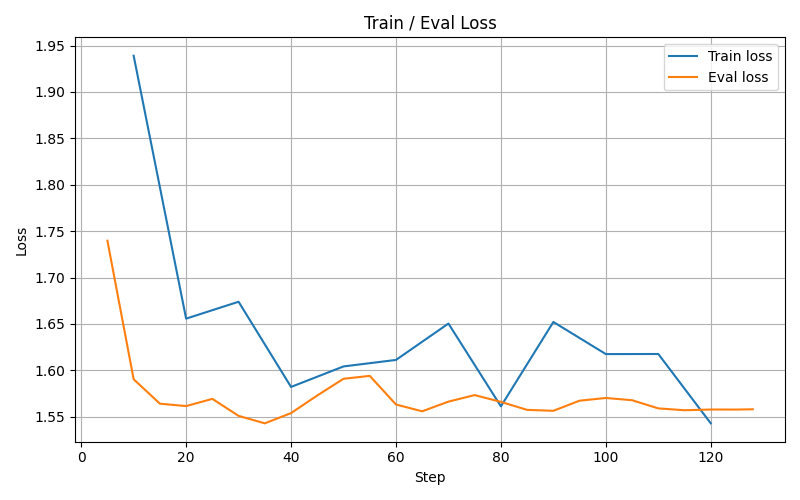 Train / Eval Loss
1.95
1.90
1.85
1.80
1.75
1.70
1.65
1.60
1.55
Loss
Train loss
Eval loss
0 20 40 60 80 100 120
Step